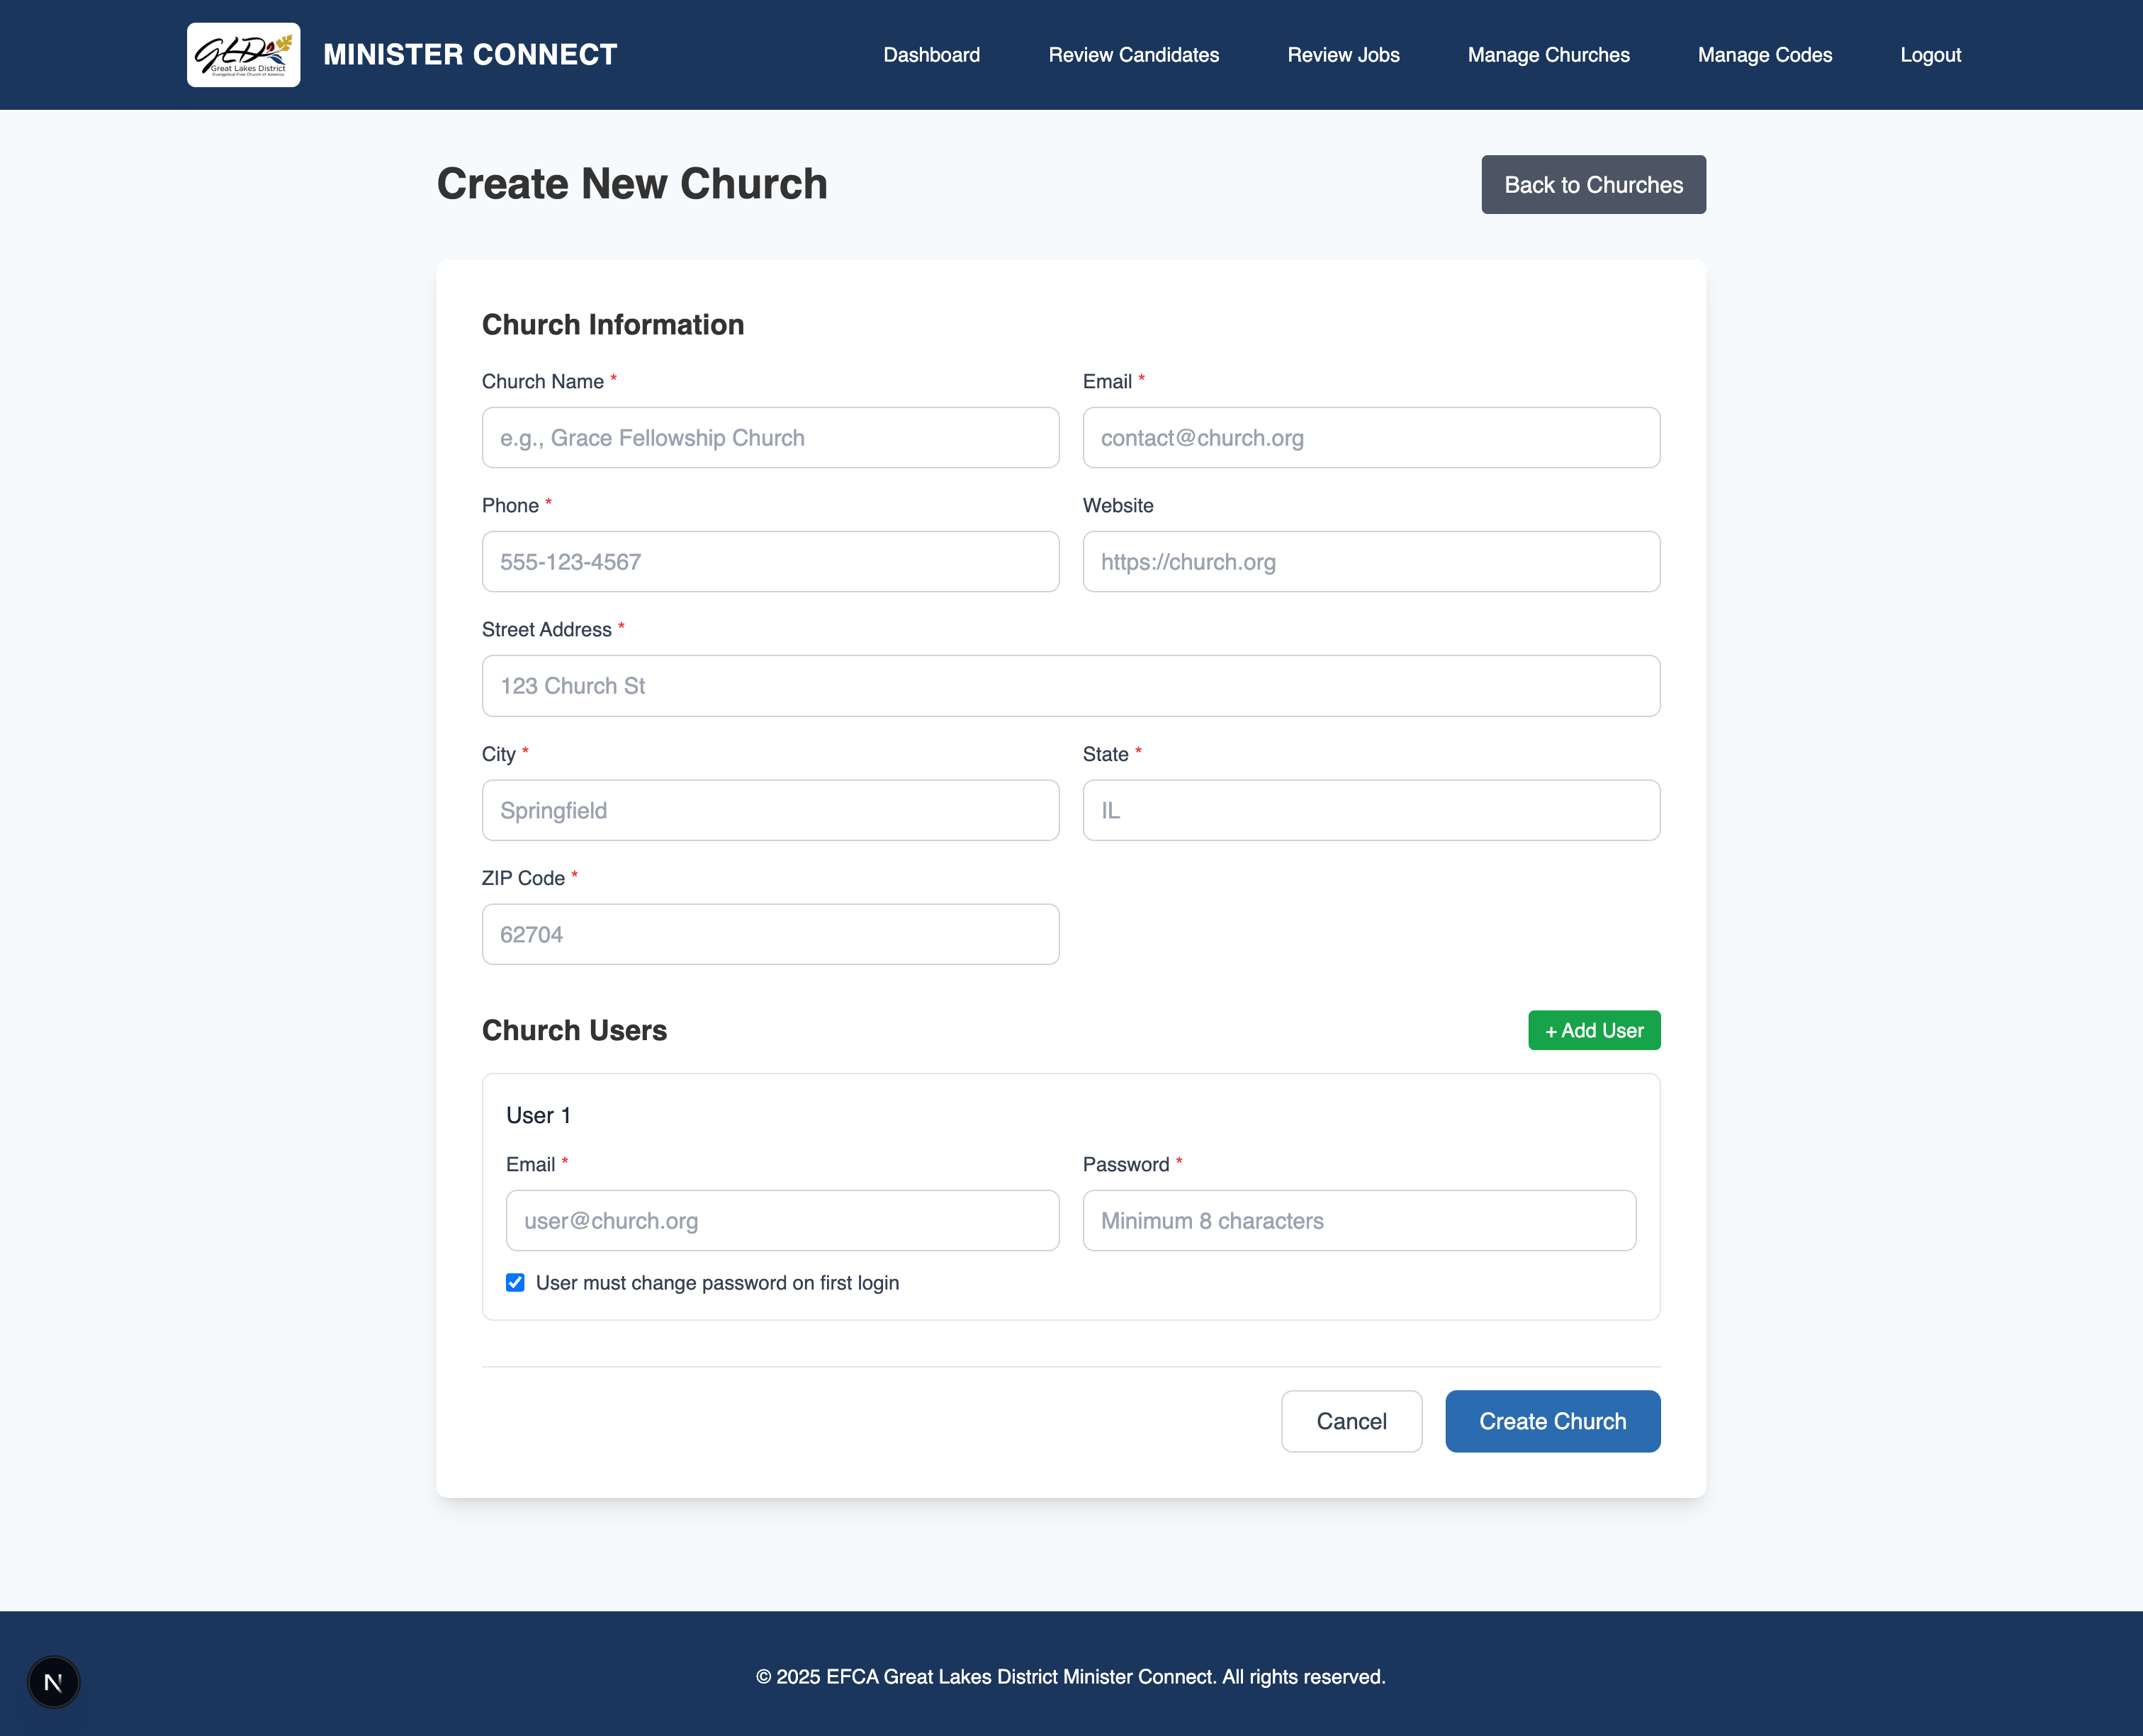 GLD
Great Lakes District
Evangelical Free Church of America
MINISTER CONNECT
Dashboard
Review Candidates
Review Jobs
Manage Churches
Manage Codes
Logout
Create New Church
Back to Churches
Church Information
Church Name *
Email *
e.g., Grace Fellowship Church
contact@church.org
Phone *
Website
555-123-4567
https://church.org
Street Address *
123 Church St
City *
State *
Springfield
IL
ZIP Code *
62704
Church Users
+ Add User
User 1
Email *
Password *
user@church.org
Minimum 8 characters
User must change password on first login
Cancel
Create Church
N
© 2025 EFCA Great Lakes District Minister Connect. All rights reserved.